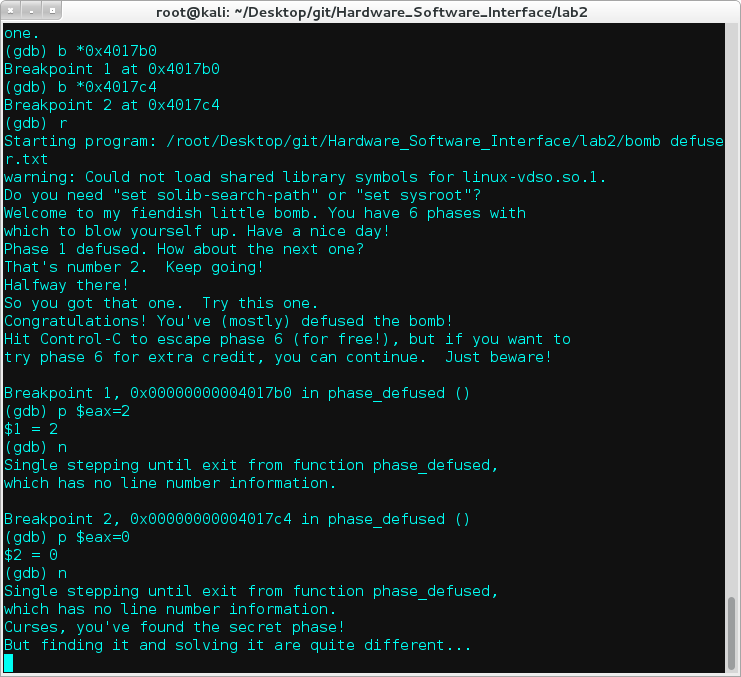 root@kali: ~/Desktop/git/Hardware_Software_Interface/lab2
one.
(gdb) b *0x4017b0
Breakpoint 1 at 0x4017b0
(gdb) b *0x4017c4
Breakpoint 2 at 0x4017c4
(gdb) r
Starting program: /root/Desktop/git/Hardware_Software_Interface/lab2/bomb defuse
r.txt
warning: Could not load shared library symbols for linux-vdso.so.1.
Do you need "set solib-search-path" or "set sysroot"?
Welcome to my fiendish little bomb. You have 6 phases with
which to blow yourself up. Have a nice day!
Phase 1 defused. How about the next one?
That's number 2.  Keep going!
Halfway there!
So you got that one.  Try this one.
Congratulations! You've (mostly) defused the bomb!
Hit Control-C to escape phase 6 (for free!), but if you want to
try phase 6 for extra credit, you can continue.  Just beware!
Breakpoint 1, 0x00000000004017b0 in phase_defused ()
(gdb) p $eax=2
$1 = 2
(gdb) n
Single stepping until exit from function phase_defused,
which has no line number information.
Breakpoint 2, 0x00000000004017c4 in phase_defused ()
(gdb) p $eax=0
$2 = 0
(gdb) n
Single stepping until exit from function phase_defused,
which has no line number information.
Curses, you've found the secret phase!
But finding it and solving it are quite different...